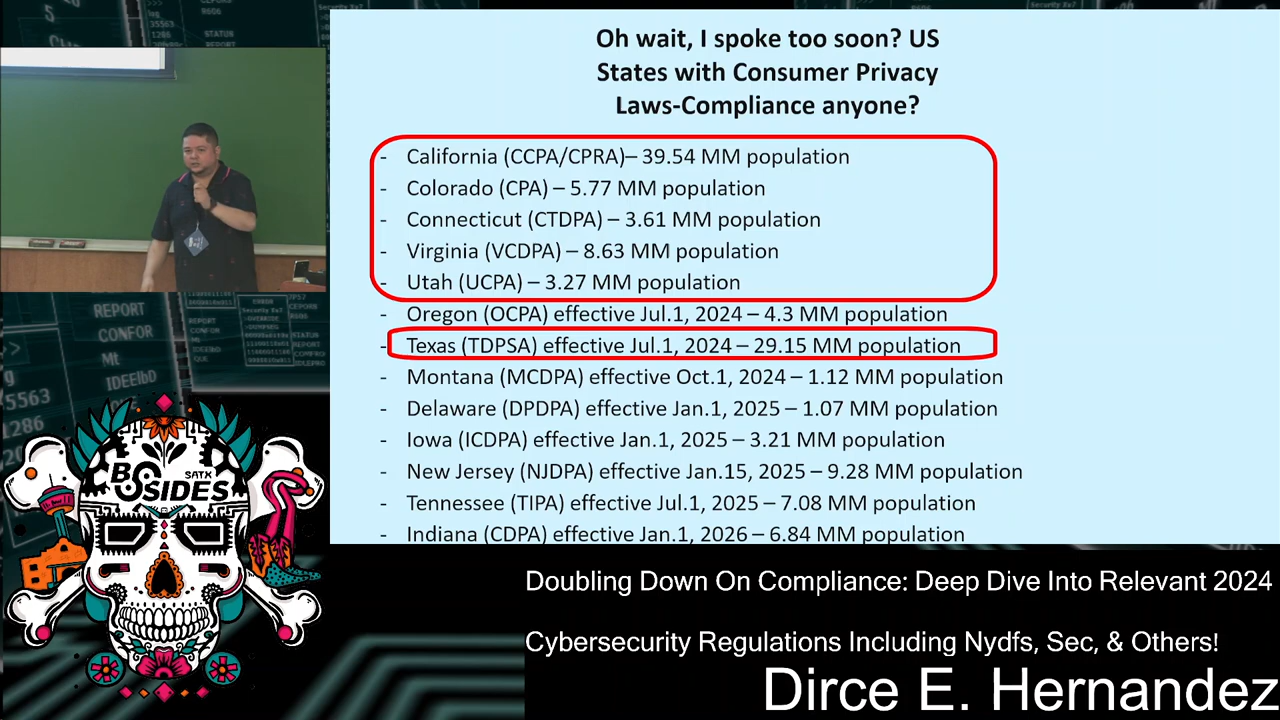 Oh wait, I spoke too soon? US
States with Consumer Privacy
Laws-Compliance anyone?
- California (CCPA/CPRA)– 39.54 MM population
- Colorado (CPA) – 5.77 MM population
- Connecticut (CTDPA) – 3.61 MM population
- Virginia (VCDPA) – 8.63 MM population
- Utah (UCPA) – 3.27 MM population
- Oregon (OCPA) effective Jul.1, 2024 – 4.3 MM population
- Texas (TDPSA) effective Jul.1, 2024 – 29.15 MM population
- Montana (MCDPA) effective Oct.1, 2024 – 1.12 MM population
- Delaware (DPDPA) effective Jan.1, 2025 – 1.07 MM population
- Iowa (ICDPA) effective Jan.1, 2025 – 3.21 MM population
- New Jersey (NJDPA) effective Jan.15, 2025 – 9.28 MM population
- Tennessee (TIPA) effective Jul.1, 2025 – 7.08 MM population
- Indiana (CDPA) effective Jan.1, 2026 – 6.84 MM population
REPORT
CONFOR
Mt
IDEEIbD
5563
1286
BSIDES
SATX
Doubling Down On Compliance: Deep Dive Into Relevant 2024
Cybersecurity Regulations Including Nydfs, Sec, & Others!
Dirce E. Hernandez